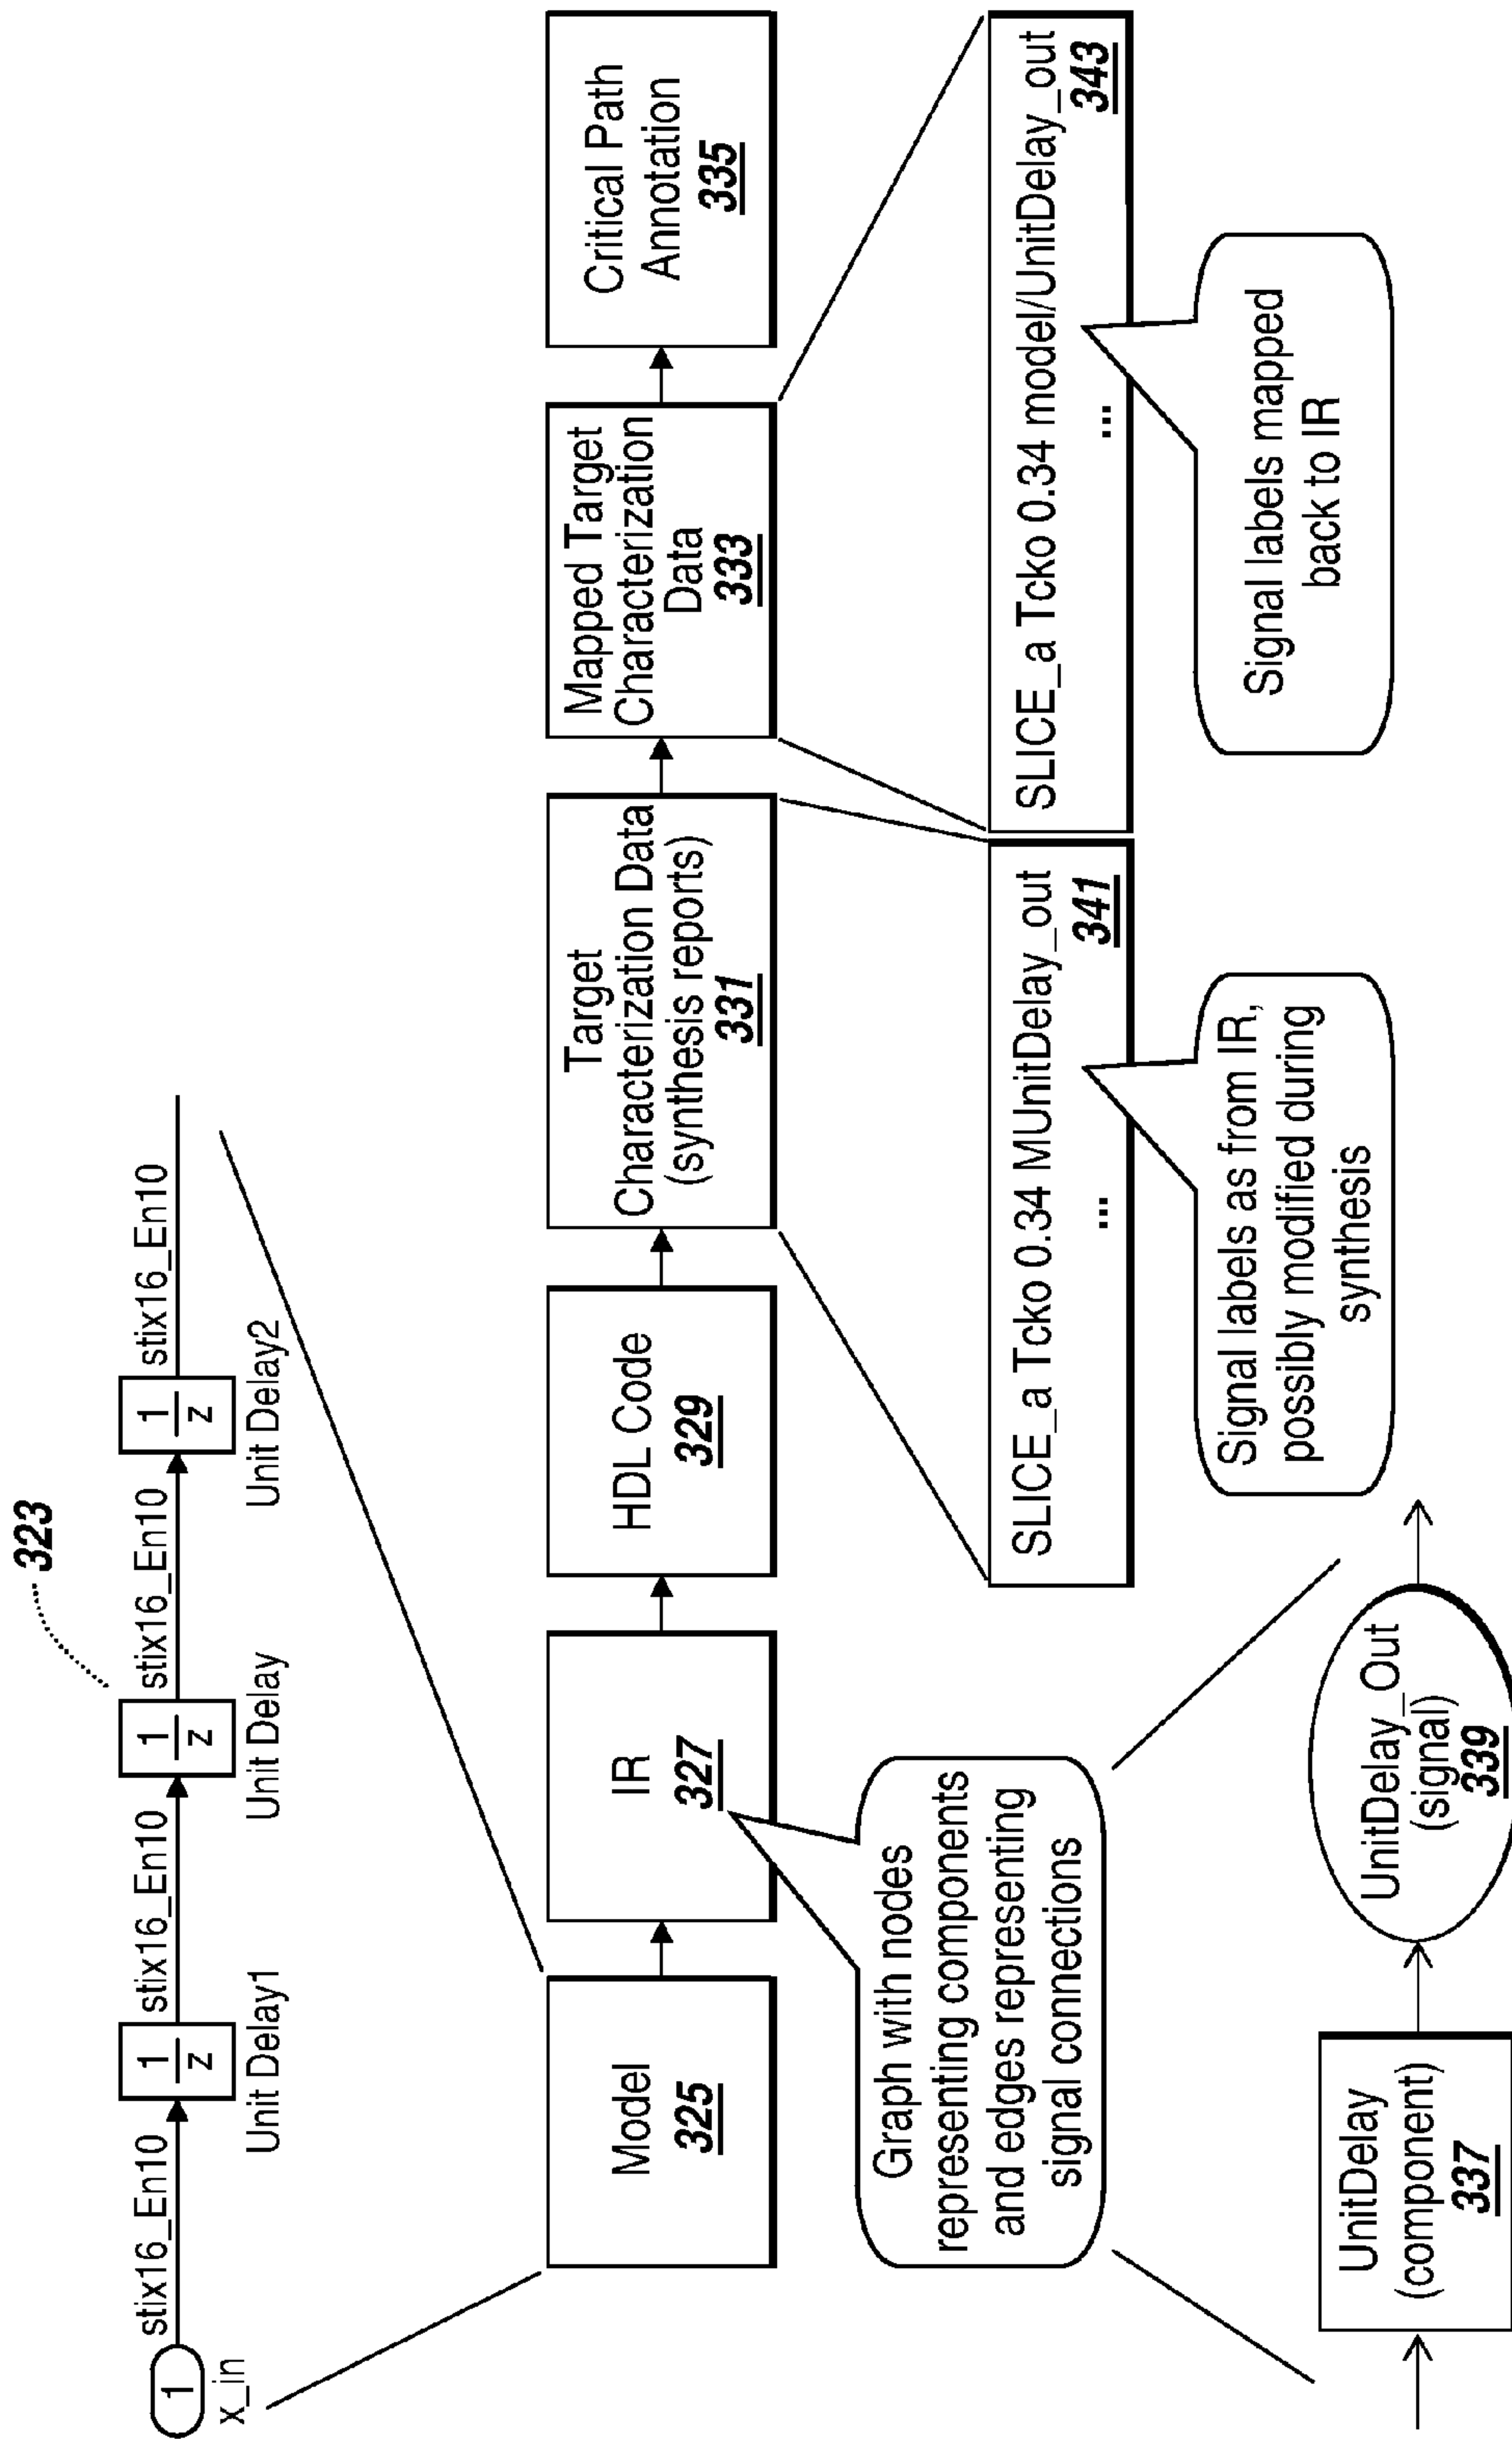 323
stix16_En10
stix16_En10
stix16_En10
stix16_En10
1
1
z
1
z
1
z
x_in
Unit Delay1
Unit Delay
Unit Delay2
Model
325
IR
327
HDL Code
329
Target
Characterization Data
(synthesis reports)
331
Mapped Target
Characterization
Data
333
Critical Path
Annotation
335
Graph with nodes
representing components
and edges representing
signal connections
SLICE_a Tcko 0.34 MUnitDelay_out
...
341
SLICE_a Tcko 0.34 model/UnitDelay_out
...
343
Signal labels as from IR,
possibly modified during
synthesis
Signal labels mapped
back to IR
UnitDelay
(component)
337
UnitDelay_Out
(signal)
339